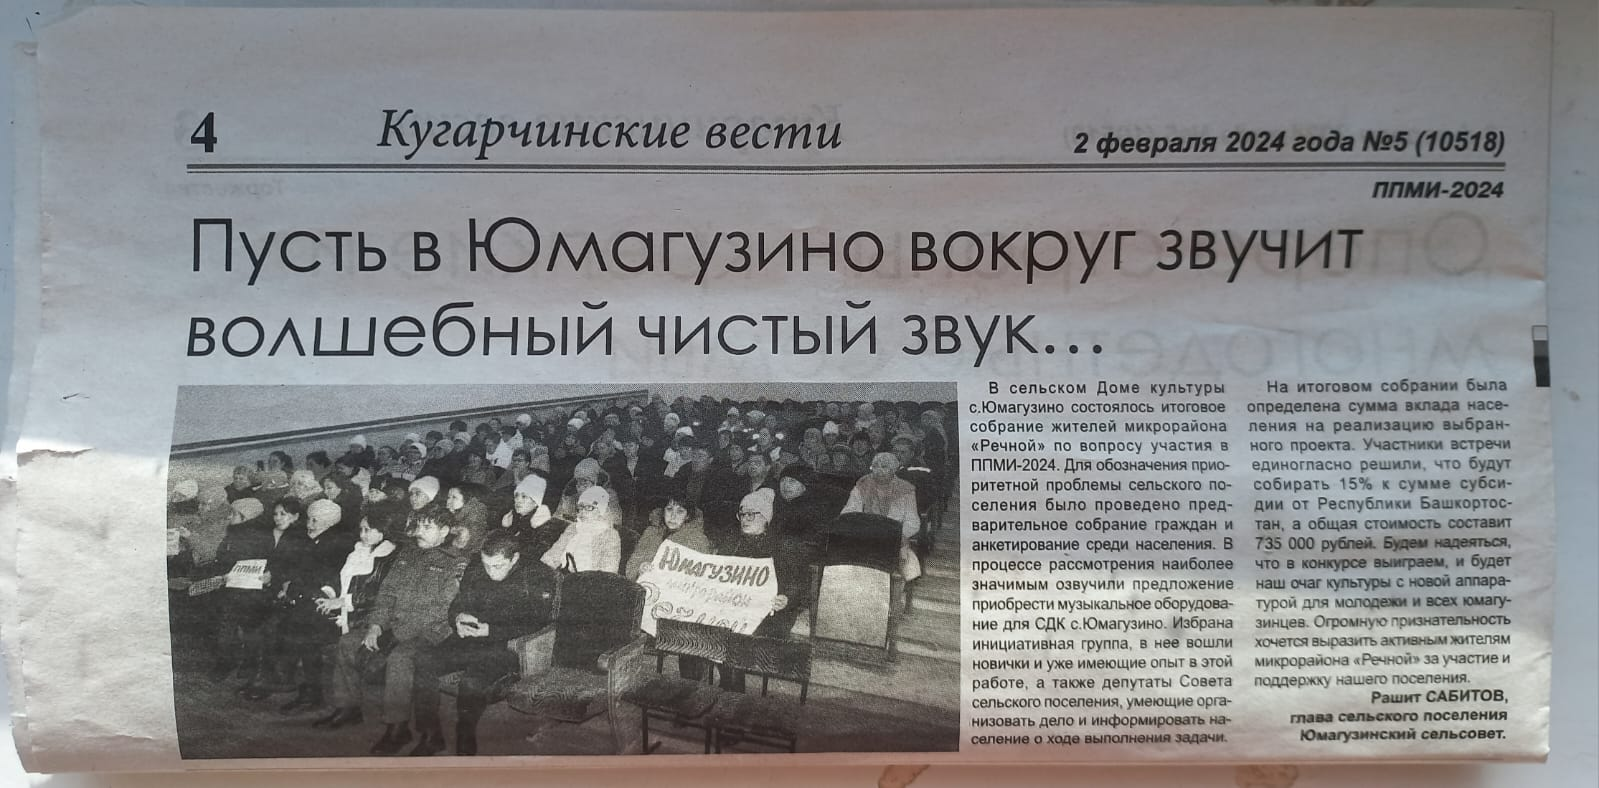 4
Кугарчинские вести
2 февраля 2024 года №5 (10518)
ППМИ-2024
Пусть в Юмагузино вокруг звучит
волшебный чистый звук...
ППМИ
Юмагузино
микрорайон
В сельском Доме культуры
с.Юмагузино состоялось итоговое
собрание жителей микрорайона
«Речной» по вопросу участия в
ППМИ-2024. Для обозначения прио-
ритетной проблемы сельского по-
селения было проведено пред-
варительное собрание граждан и
анкетирование среди населения. В
процессе рассмотрения наиболее
значимым озвучили предложение
приобрести музыкальное оборудова-
ние для СДК с.Юмагузино. Избрана
инициативная группа, в нее вошли
новички и уже имеющие опыт в этой
работе, а также депутаты Совета
сельского поселения, умеющие орга-
низовать дело и информировать на-
селение о ходе выполнения задачи.
На итоговом собрании была
определена сумма вклада насе-
ления на реализацию выбран-
ного проекта. Участники встречи
единогласно решили, что будут
собирать 15% к сумме субси-
дии от Республики Башкортос-
тан, а общая стоимость составит
735 000 рублей. Будем надеяться,
что в конкурсе выиграем, и будет
наш очаг культуры с новой аппара-
турой для молодежи и всех юмагу-
зинцев. Огромную признательность
хочется выразить активным жителям
микрорайона «Речной» за участие и
поддержку нашего поселения.
Рашит САБИТОВ,
глава сельского поселения
Юмагузинский сельсовет.